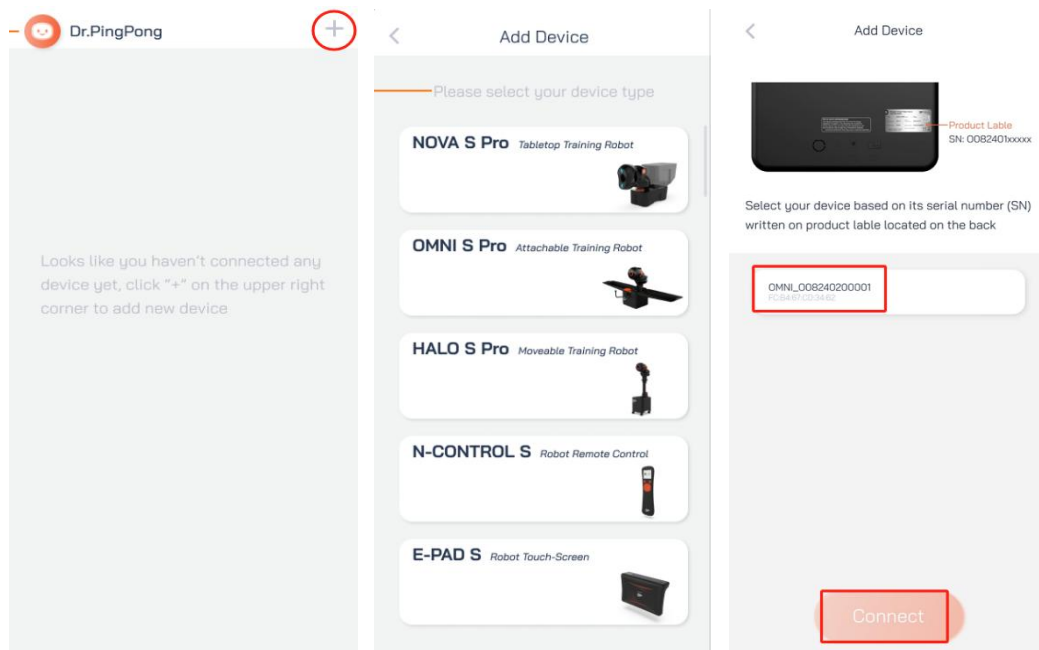 Dr.PingPong
+
Looks like you haven't connected any
device yet, click "+" on the upper right
corner to add new device
< Add Device
Please select your device type
NOVA S Pro Tabletop Training Robot
OMNI S Pro Attachable Training Robot
HALO S Pro Moveable Training Robot
N-CONTROL S Robot Remote Control
E-PAD S Robot Touch-Screen
< Add Device
Product Lable
SN: O082401xxxxx
Select your device based on its serial number (SN)
written on product lable located on the back
OMNI_O08240200001
FC:B4:67:CD:34:62
Connect